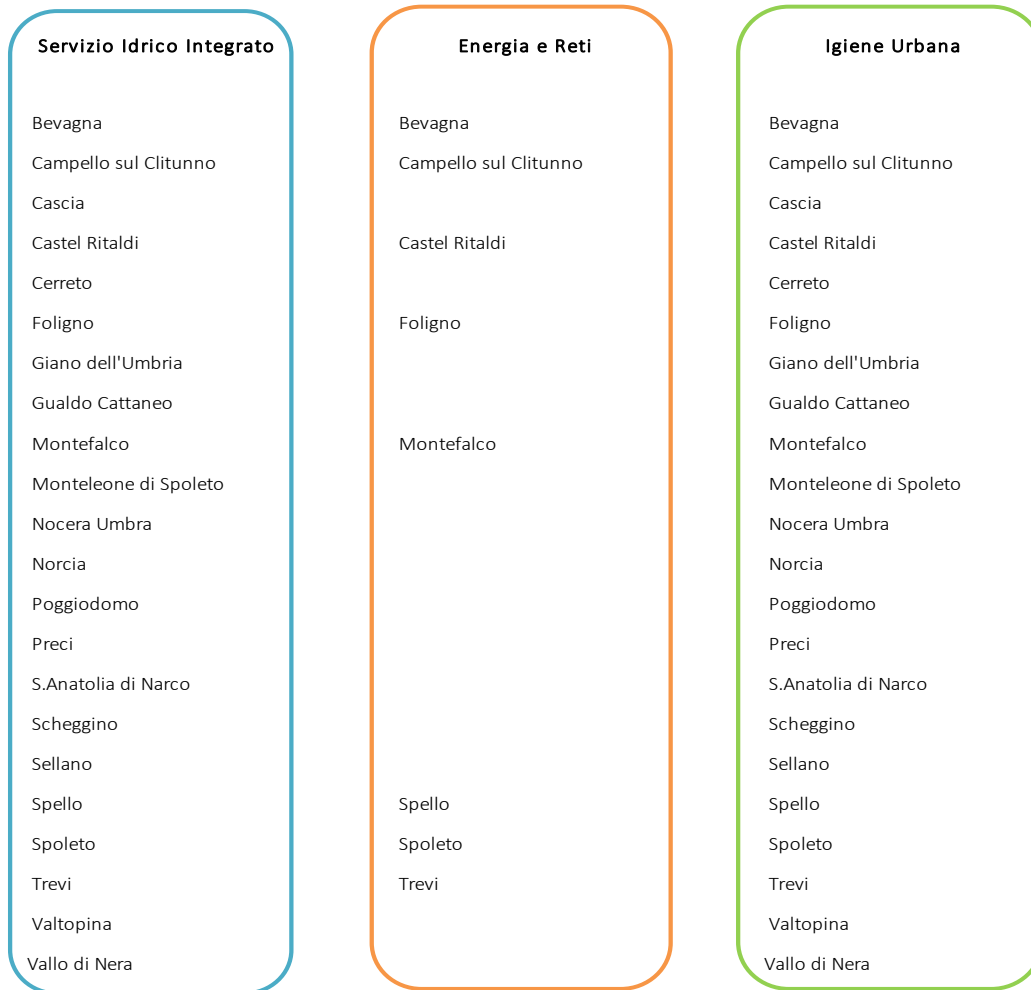 Servizio Idrico Integrato
Bevagna
Campello sul Clitunno
Cascia
Castel Ritaldi
Cerreto
Foligno
Giano dell'Umbria
Gualdo Cattaneo
Montefalco
Monteleone di Spoleto
Nocera Umbra
Norcia
Poggiodomo
Preci
S.Anatolia di Narco
Scheggino
Sellano
Spello
Spoleto
Trevi
Valtopina
Vallo di Nera
Energia e Reti
Bevagna
Campello sul Clitunno
Castel Ritaldi
Foligno
Montefalco
Spello
Spoleto
Trevi
Igiene Urbana
Bevagna
Campello sul Clitunno
Cascia
Castel Ritaldi
Cerreto
Foligno
Giano dell'Umbria
Gualdo Cattaneo
Montefalco
Monteleone di Spoleto
Nocera Umbra
Norcia
Poggiodomo
Preci
S.Anatolia di Narco
Scheggino
Sellano
Spello
Spoleto
Trevi
Valtopina
Vallo di Nera